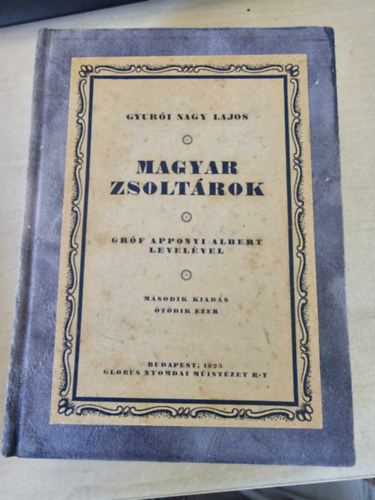 GYURÓI NAGY LAJOS
MAGYAR
ZSOLTÁROK
GRÓF APPONYI ALBERT
LEVELÉVEL
MÁSODIK KIADÁS
ÖTÖDIK EZER
BUDAPEST, 1925
GLOBUS NYOMDAI MŰINTÉZET R-T